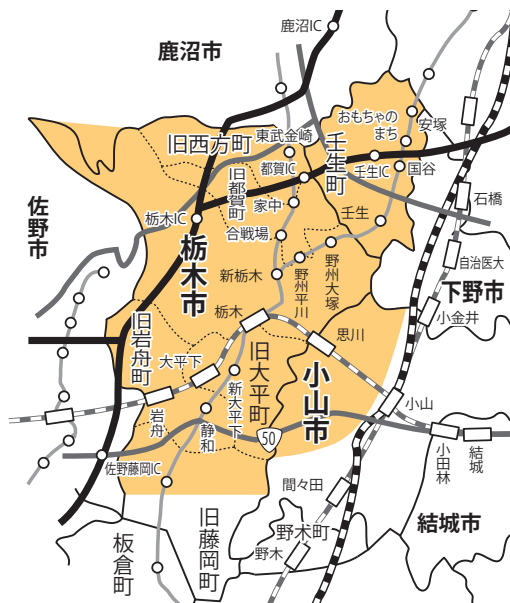 鹿沼IC
鹿沼市
おもちゃの
まち
安塚
旧西方町
東武金崎
都賀IC
壬生町
壬生IC
国谷
旧都賀町
家中
石橋
佐野市
栃木IC
合戦場
壬生
栃木市
新栃木
野州平川
野州大塚
自治医大
下野市
小金井
栃木
思川
旧岩舟町
大平下
旧大平町
小山市
新大平下
岩舟
静和
小山
50
小田林
結城
佐野藤岡IC
間々田
結城市
旧藤岡町
野木町
野木
板倉町